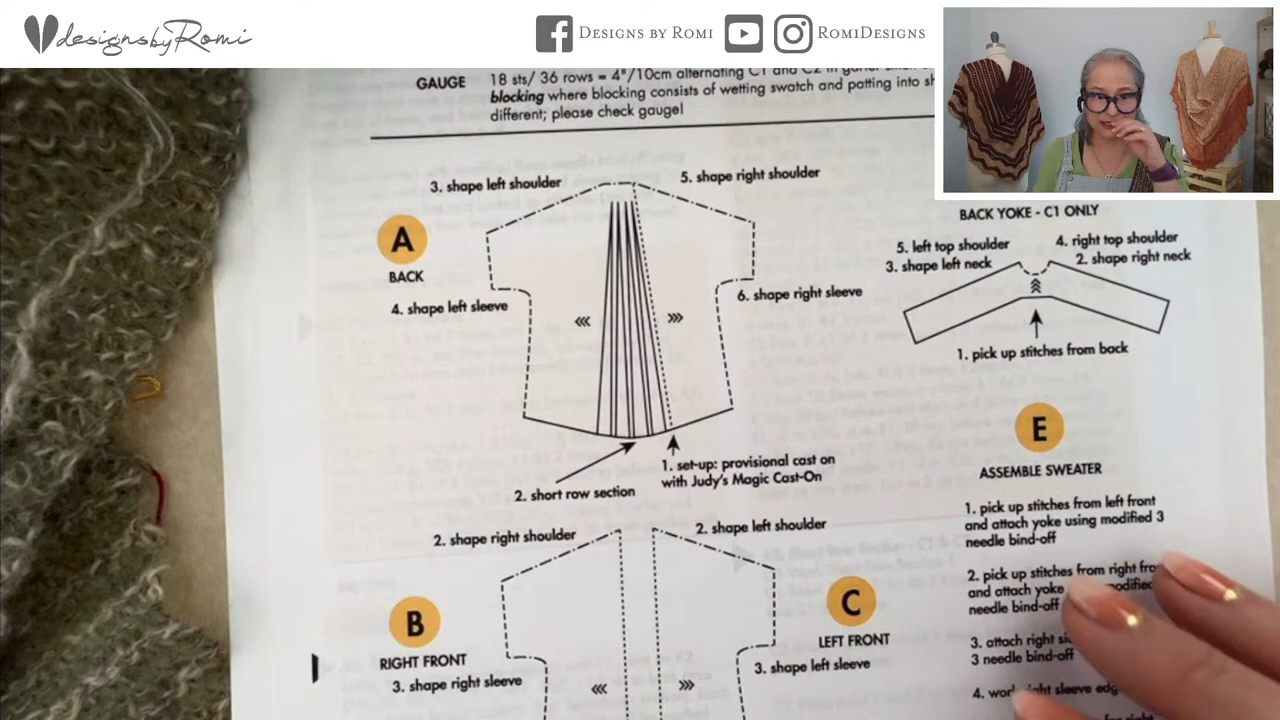 designsbyRomi
DESIGNS BY ROMI
ROMIDESIGNS
GAUGE
18 sts/ 36 rows = 4"/10cm alternating C1 and C2 in
blocking where blocking consists of wetting swatch and patting into
different; please check gauge!
3. shape left shoulder
5. shape right shoulder
A
BACK
4. shape left sleeve
6. shape right sleeve
1. set-up: provisional cast on
with Judy's Magic Cast-On
2. short row section
BACK YOKE - C1 ONLY
5. left top shoulder
4. right top shoulder
3. shape left neck
2. shape right neck
1. pick up stitches from back
E
ASSEMBLE SWEATER
1. pick up stitches from left front
and attach yoke using modified 3
needle bind-off
2. pick up stitches from right
and attach yoke
needle bind-off
3. attach right
3 needle bind-off
4. sleeve
2. shape right shoulder
2. shape left shoulder
B
RIGHT FRONT
3. shape right sleeve
C
LEFT FRONT
3. shape left sleeve